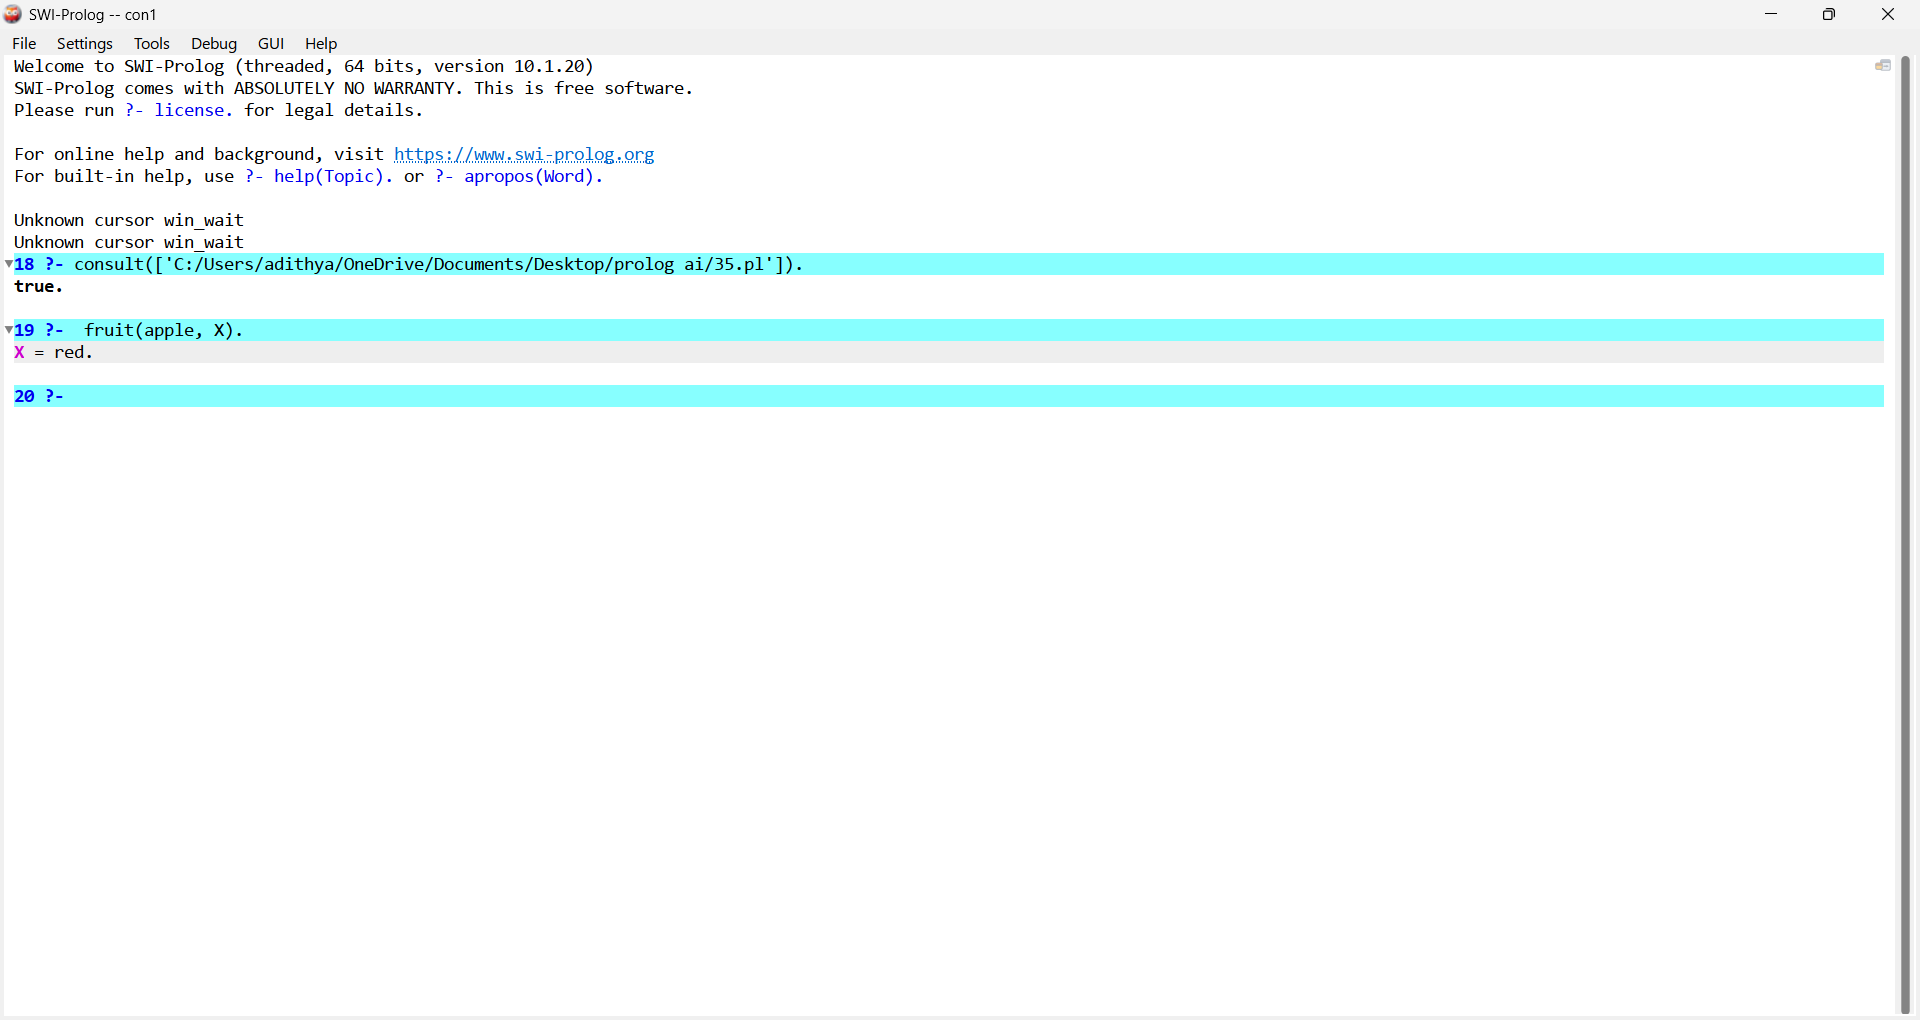 SWI-Prolog -- con1
File Settings Tools Debug GUI Help
Welcome to SWI-Prolog (threaded, 64 bits, version 10.1.20)
SWI-Prolog comes with ABSOLUTELY NO WARRANTY. This is free software.
Please run ?- license. for legal details.
For online help and background, visit https://www.swi-prolog.org
For built-in help, use ?- help(Topic). or ?- apropos(Word).
Unknown cursor win_wait
Unknown cursor win_wait
18 ?- consult(['C:/Users/adithya/OneDrive/Documents/Desktop/prolog ai/35.pl']).
true.
19 ?-  fruit(apple, X).
X = red.
20 ?-